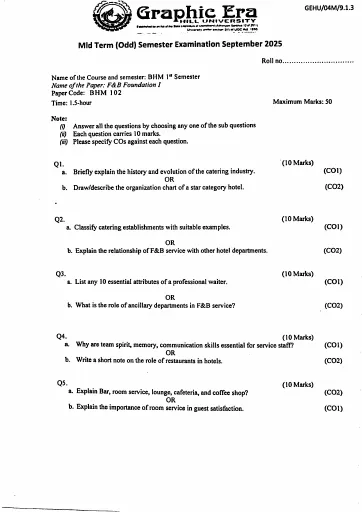 GEHU/04M/9.1.3
Graphic Era
HILL UNIVERSITY
Mid Term (Odd) Semester Examination September 2025
Roll no.............................
Name of the Course and semester: BHM 1st Semester
Name of the Paper: F&B Foundation I
Paper Code: BHM 102
Time: 1.5-hour Maximum Marks: 50
Note:
(i) Answer all the questions by choosing any one of the sub questions
(ii) Each question carries 10 marks.
(iii) Please specify COs against each question.
Q1. (10 Marks)
a. Briefly explain the history and evolution of the catering industry. (CO1)
OR
b. Draw/describe the organization chart of a star category hotel. (CO2)
Q2. (10 Marks)
a. Classify catering establishments with suitable examples. (CO1)
OR
b. Explain the relationship of F&B service with other hotel departments. (CO2)
Q3. (10 Marks)
a. List any 10 essential attributes of a professional waiter. (CO1)
OR
b. What is the role of ancillary departments in F&B service? (CO2)
Q4. (10 Marks)
a. Why are team spirit, memory, communication skills essential for service staff? (CO1)
OR
b. Write a short note on the role of restaurants in hotels. (CO2)
Q5. (10 Marks)
a. Explain Bar, room service, lounge, cafeteria, and coffee shop? (CO2)
OR
b. Explain the importance of room service in guest satisfaction. (CO1)